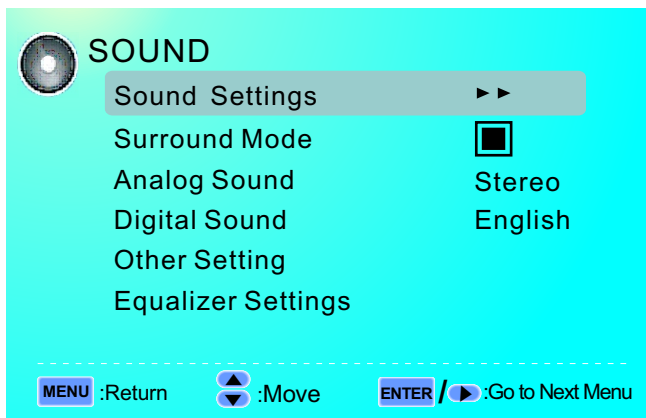 SOUND
Sound Settings
Surround Mode
Analog Sound Stereo
Digital Sound English
Other Setting
Equalizer Settings
MENU :Return :Move ENTER / :Go to Next Menu